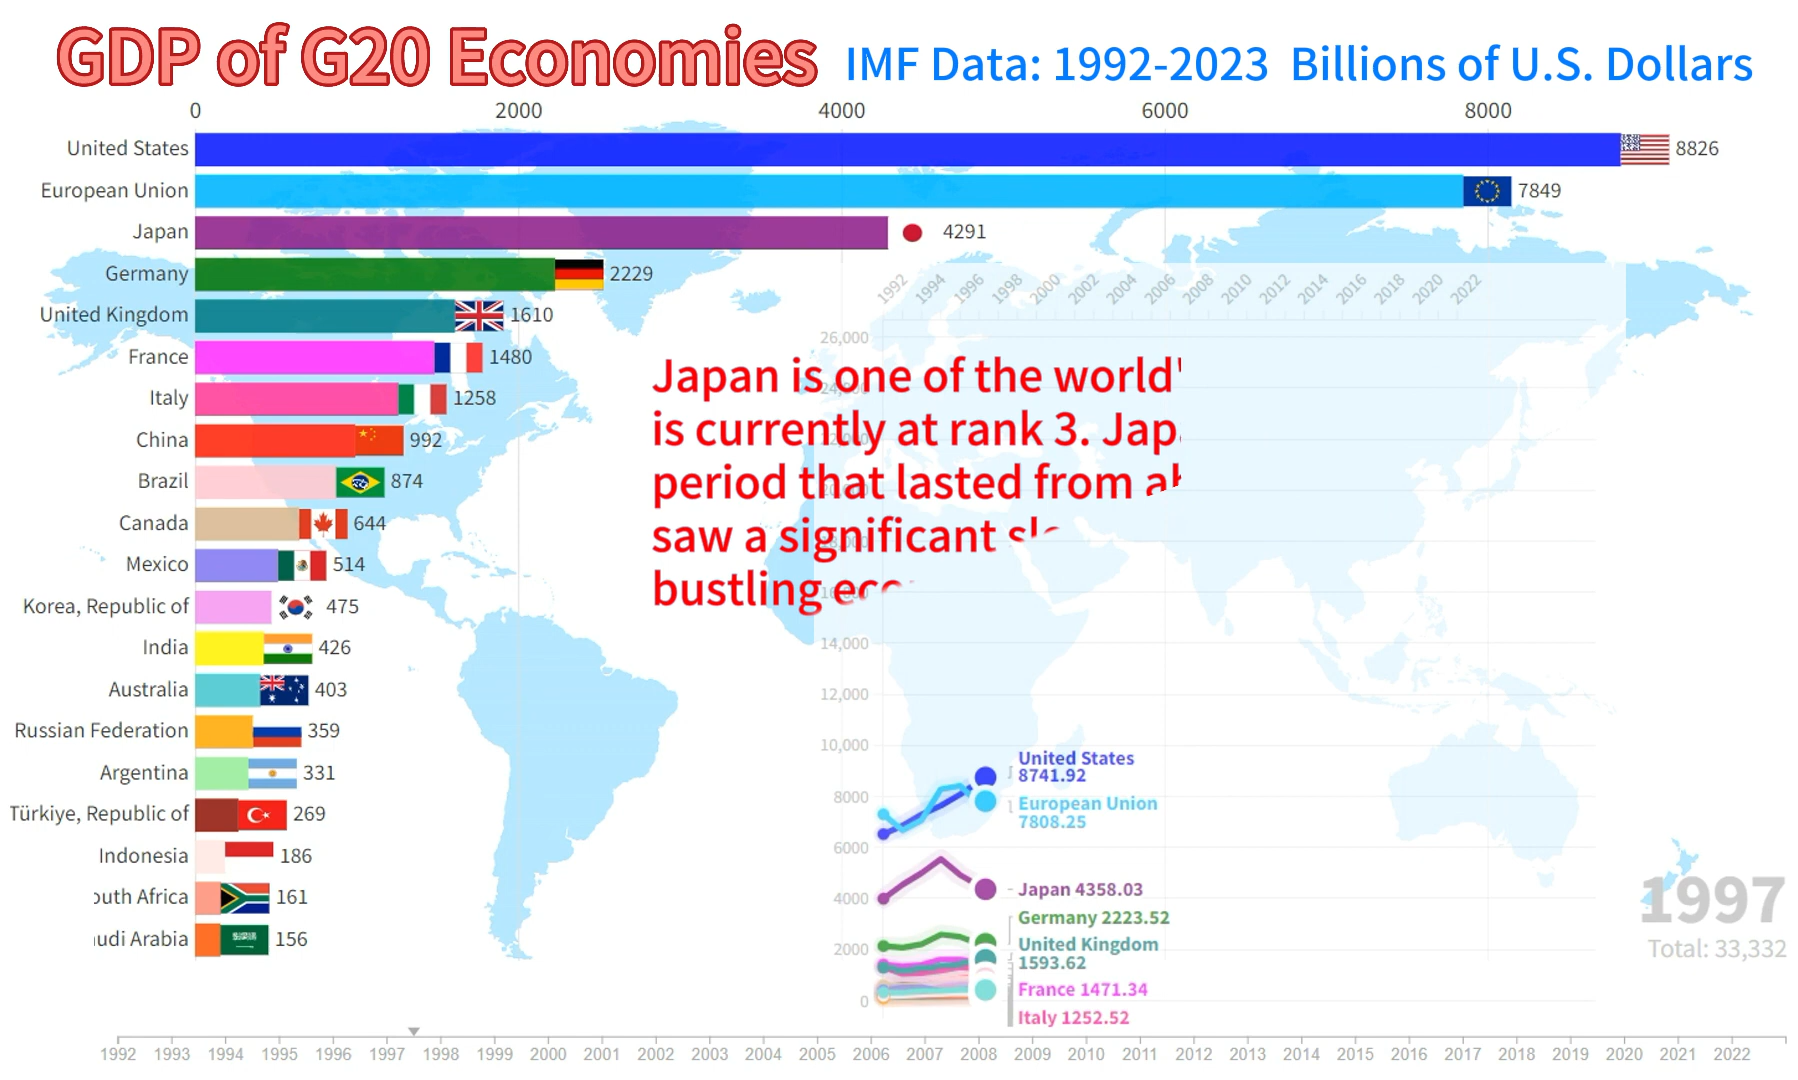 GDP of G20 Economies IMF Data: 1992-2023 Billions of U.S. Dollars
0 2000 4000 6000 8000
United States 8826
European Union 7849
Japan 4291
Germany 2229
United Kingdom 1610
France 1480
Italy 1258
China 992
Brazil 874
Canada 644
Mexico 514
Korea, Republic of 475
India 426
Australia 403
Russian Federation 359
Argentina 331
Türkiye, Republic of 269
Indonesia 186
outh Africa 161
udi Arabia 156
1992 1994 1996 1998 2000 2002 2004 2006 2008 2010 2012 2014 2016 2018 2020 2022
26,000
Japan is one of the world'
is currently at rank 3. Jap
period that lasted from
saw a significant
bustling
14,000
12,000
10,000
8000
6000
4000
2000
0
United States
8741.92
European Union
7808.25
Japan 4358.03
Germany 2223.52
United Kingdom
1593.62
France 1471.34
Italy 1252.52
1997
Total: 33,332
1992 1993 1994 1995 1996 1997 1998 1999 2000 2001 2002 2003 2004 2005 2006 2007 2008 2009 2010 2011 2012 2013 2014 2015 2016 2017 2018 2019 2020 2021 2022